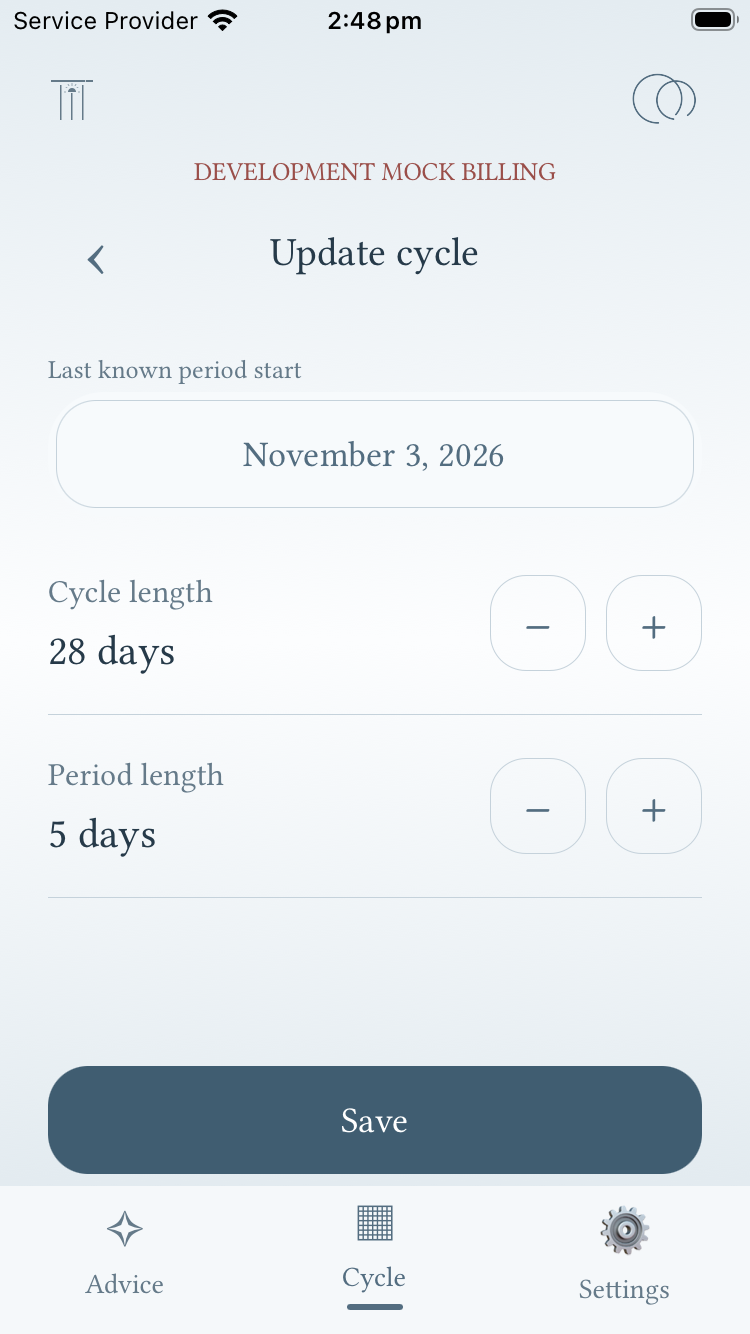 Service Provider 2:48 pm
DEVELOPMENT MOCK BILLING
Update cycle
Last known period start
November 3, 2026
Cycle length
28 days
− +
Period length
5 days
− +
Save
Advice Cycle Settings